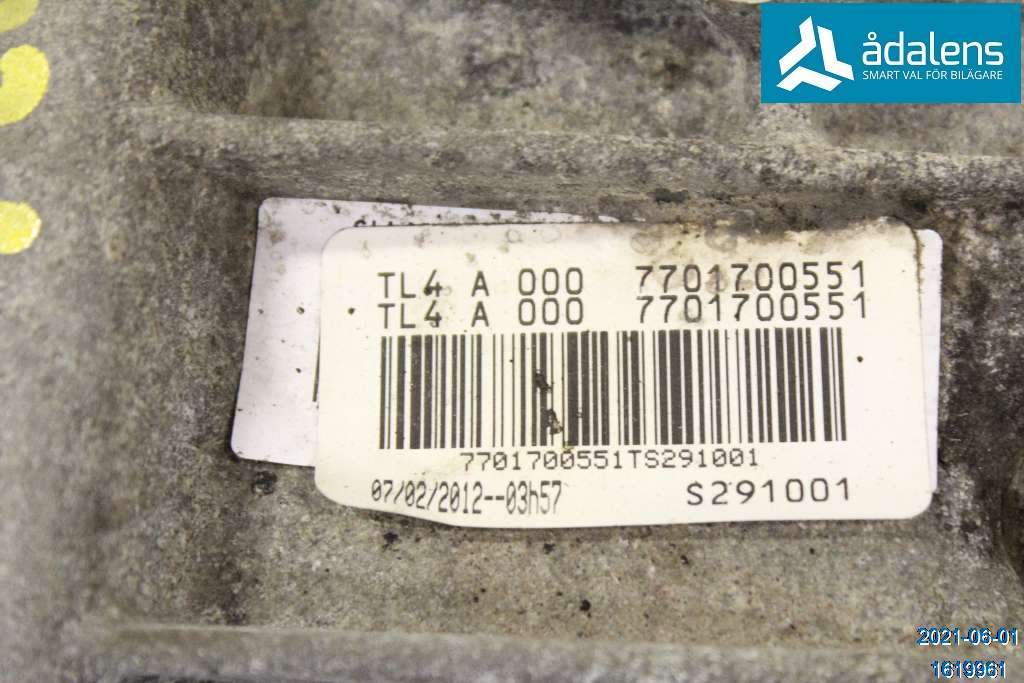 ådalens
SMART VAL FÖR BILÄGARE
TL4 A 000 7701700551
TL4 A 000 7701700551
7701700551TS291001
07/02/2012--03h57 S291001
2021-06-01
1619961